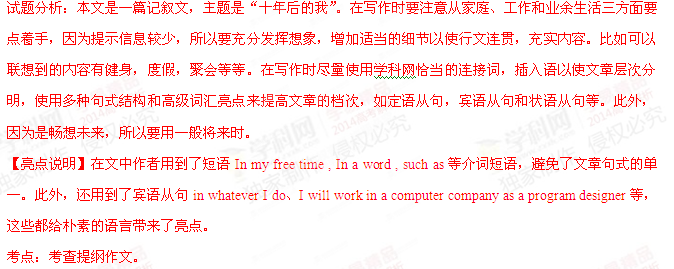 试题分析：本文是一篇记叙文，主题是“十年后的我”。在写作时要注意从家庭、工作和业余生活三方面要
点着手，因为提示信息较少，所以要充分发挥想象，增加适当的细节以使行文连贯，充实内容。比如可以
联想到的内容有健身，度假，聚会等等。在写作时尽量使用学科网恰当的连接词，插入语以使文章层次分
明，使用多种句式结构和高级词汇亮点来提高文章的档次，如定语从句，宾语从句和状语从句等。此外，
因为是畅想未来，所以要用一般将来时。
【亮点说明】在文中作者用到了短语 In my free time , In a word , such as 等介词短语，避免了文章句式的单
一。此外，还用到了宾语从句 in whatever I do、I will work in a computer company as a program designer 等，
这些都给朴素的语言带来了亮点。
考点：考查提纲作文。